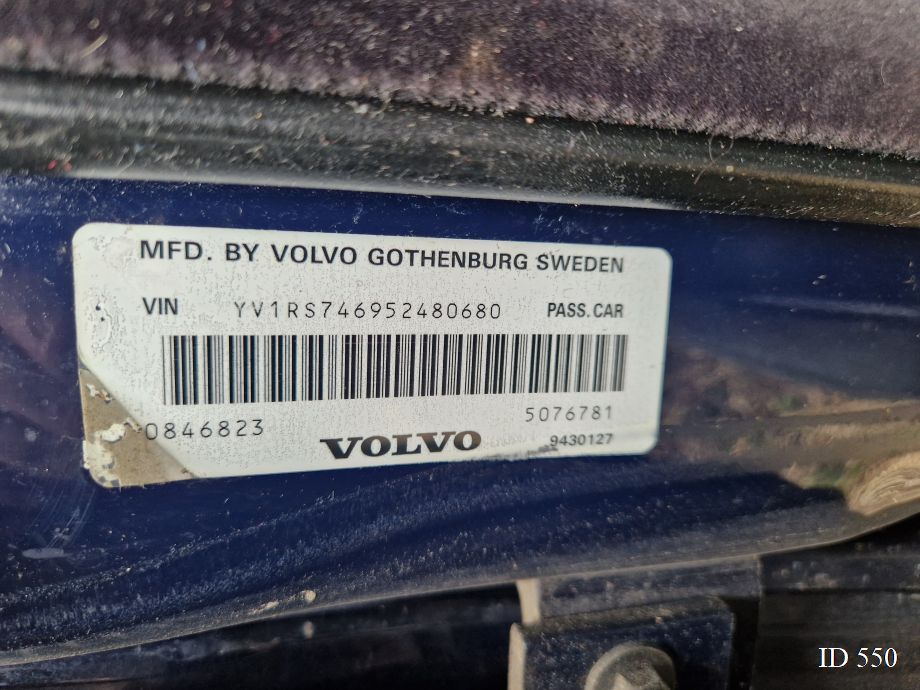 MFD. BY VOLVO GOTHENBURG SWEDEN
VIN YV1RS746952480680 PASS. CAR
0846823 5076781
VOLVO 9430127
ID 550